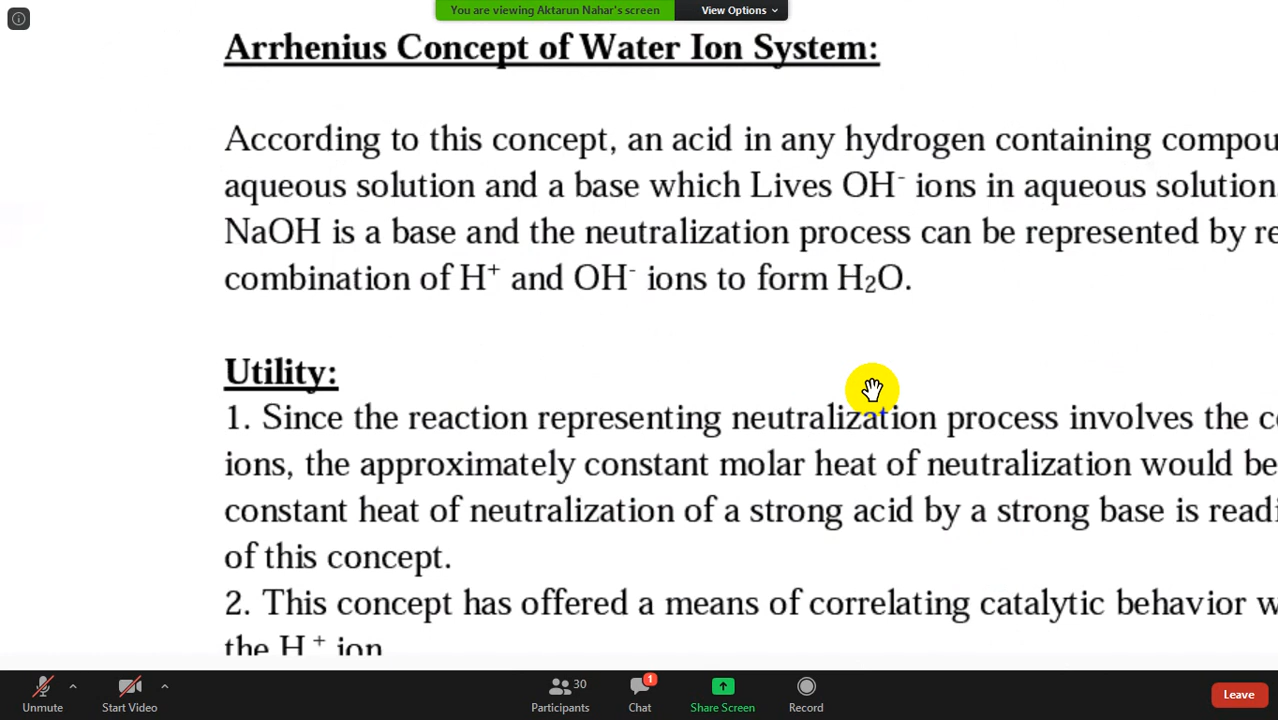 You are viewing Aktarun Nahar's screen
View Options
Arrhenius Concept of Water Ion System:
According to this concept, an acid in any hydrogen containing compou
aqueous solution and a base which Lives OH⁻ ions in aqueous solution.
NaOH is a base and the neutralization process can be represented by re
combination of H⁺ and OH⁻ ions to form H₂O.
Utility:
1. Since the reaction representing neutralization process involves the c
ions, the approximately constant molar heat of neutralization would be
constant heat of neutralization of a strong acid by a strong base is readi
of this concept.
2. This concept has offered a means of correlating catalytic behavior w
the H⁺ ion
Unmute
Start Video
30
Participants
1
Chat
Share Screen
Record
Leave